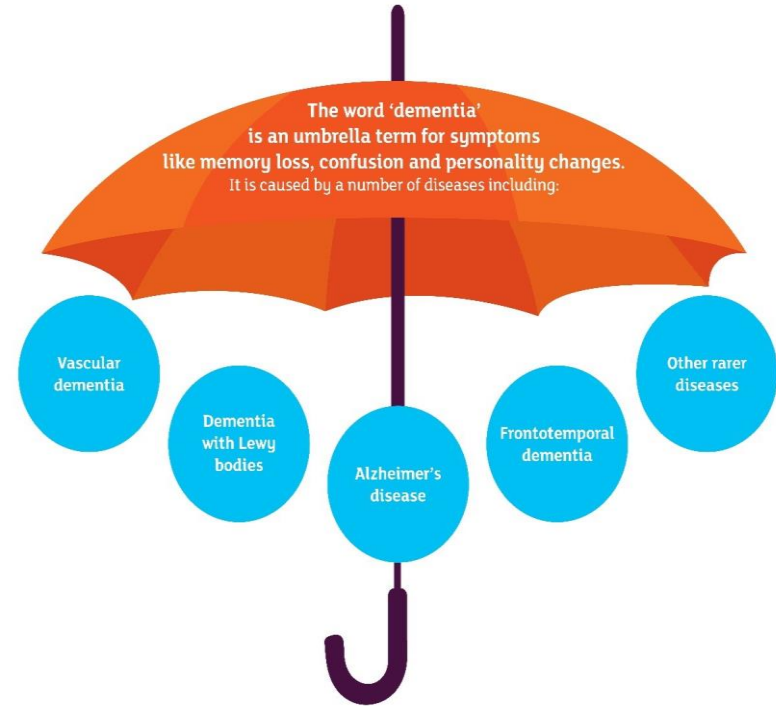 The word ‘dementia’
is an umbrella term for symptoms
like memory loss, confusion and personality changes.
It is caused by a number of diseases including:
Vascular
dementia
Dementia
with Lewy
bodies
Alzheimer’s
disease
Frontotemporal
dementia
Other rarer
diseases